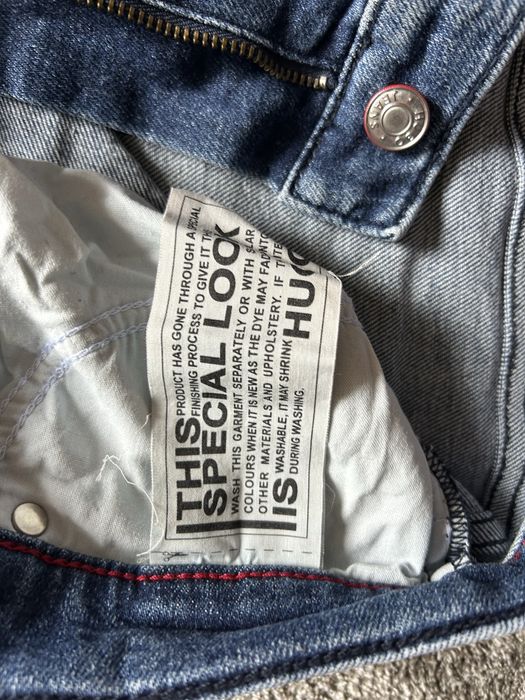 THIS PRODUCT HAS GONE THROUGH A
FINISHING PROCESS TO GIVE IT
SPECIAL LOOK
WASH THIS GARMENT SEPARATELY OR WITH
COLOURS WHEN IT IS NEW AS THE DYE MAY
OTHER MATERIALS AND UPHOLSTERY. IF
IS WASHABLE, IT MAY SHRINK
DURING WASHING.
HU
JEANS